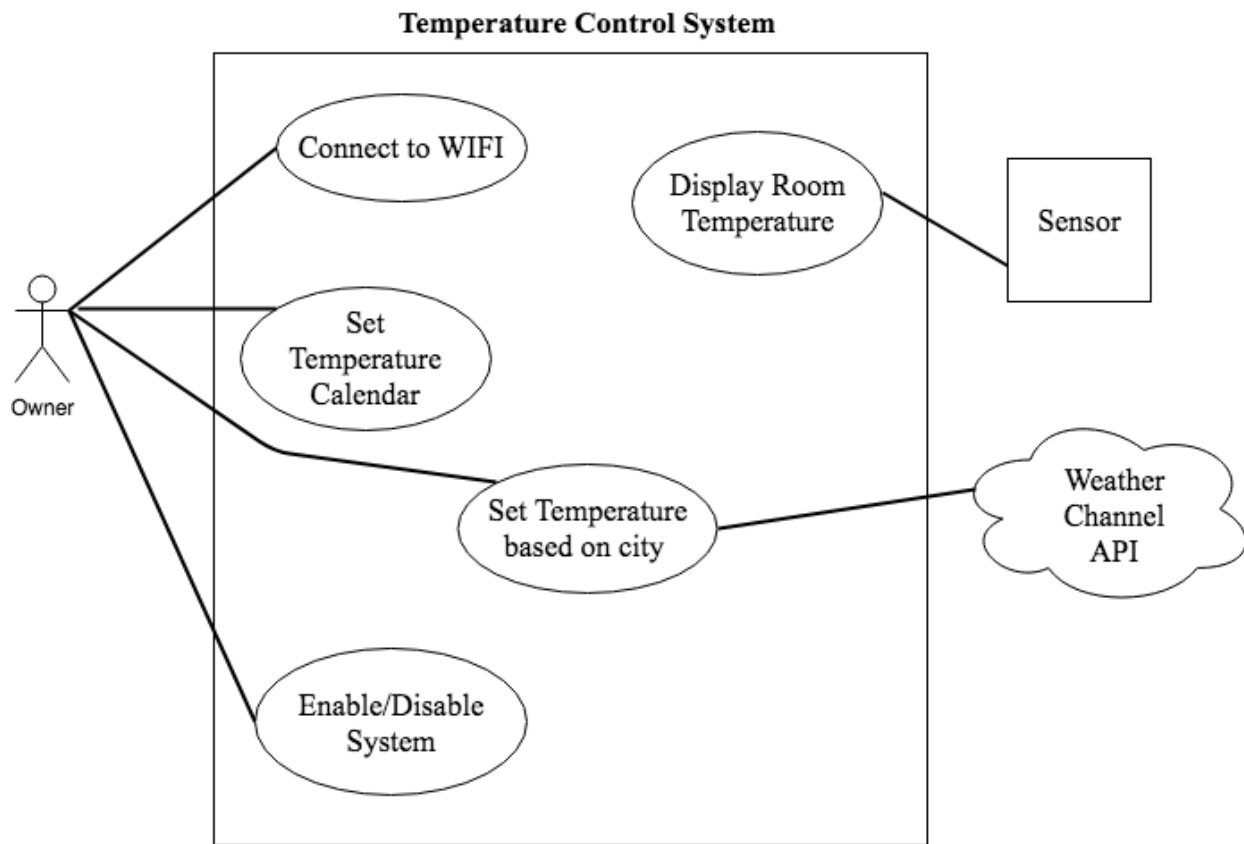 Temperature Control System
Connect to WIFI
Display Room
Temperature
Sensor
Set
Temperature
Calendar
Owner
Set Temperature
based on city
Weather
Channel
API
Enable/Disable
System